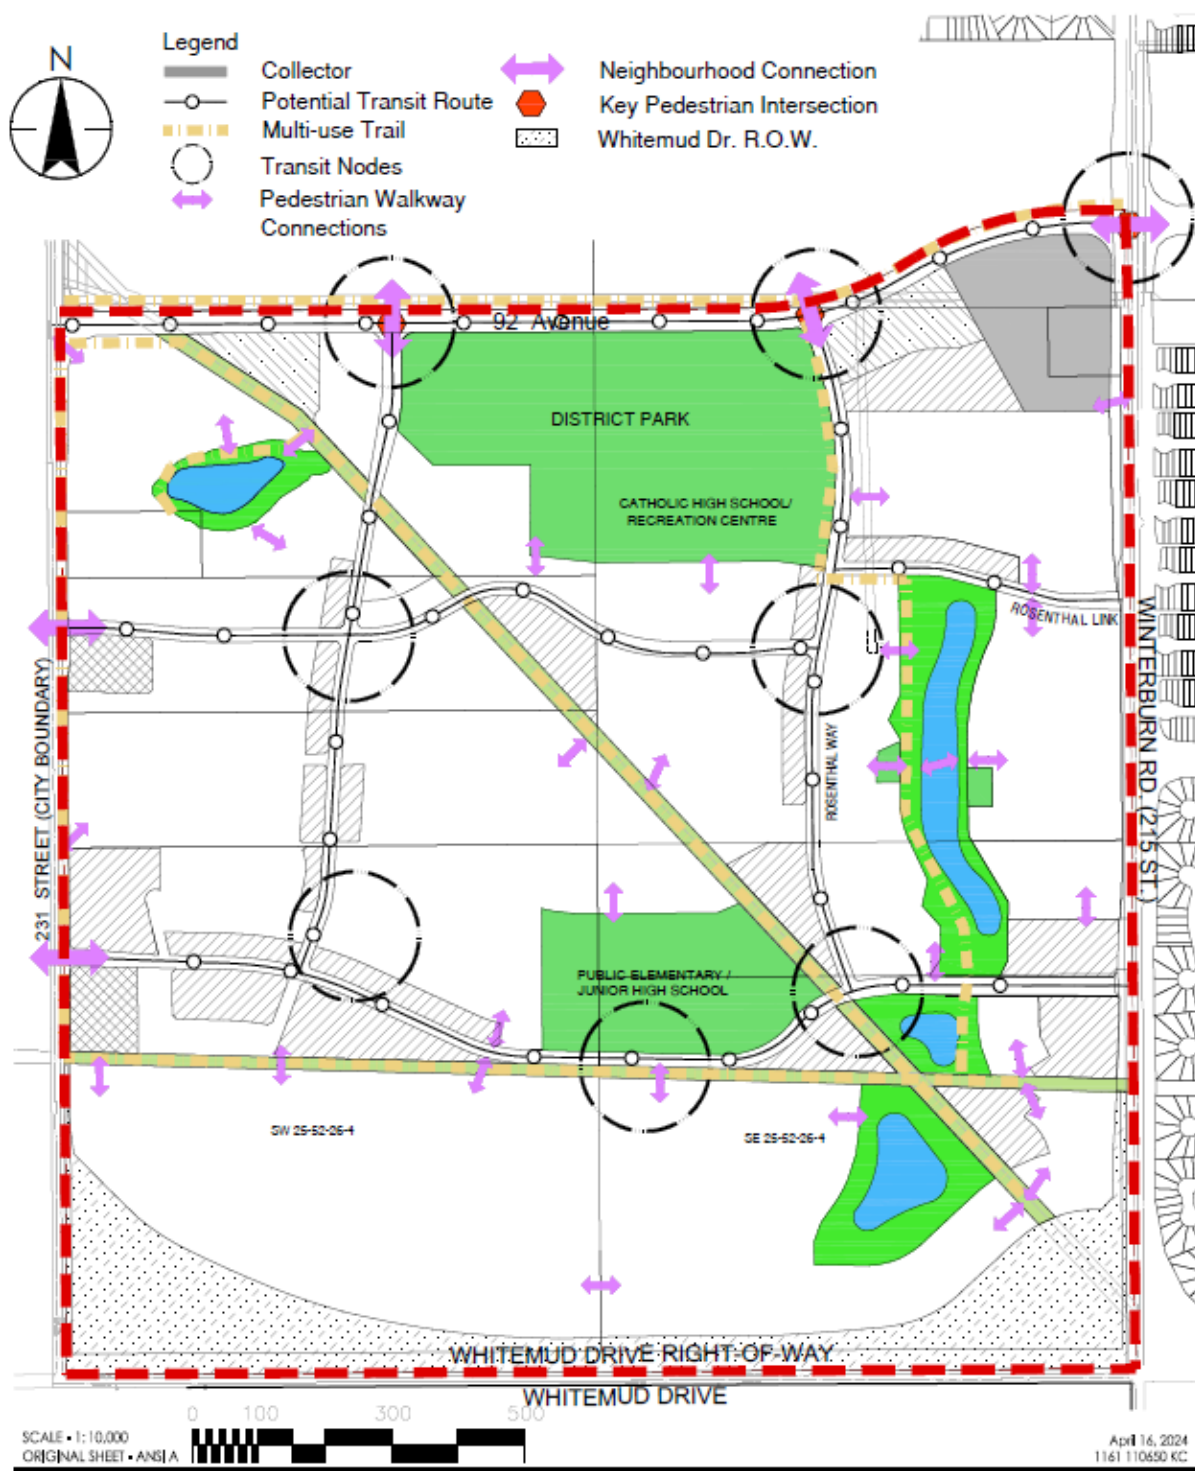 N
Legend
Collector
Potential Transit Route
Multi-use Trail
Transit Nodes
Pedestrian Walkway
Connections
Neighbourhood Connection
Key Pedestrian Intersection
Whitemud Dr. R.O.W.
92 Avenue
DISTRICT PARK
CATHOLIC HIGH SCHOOL/
RECREATION CENTRE
ROSENTHAL LINK
WINTERBURN RD. (215 ST.)
231 STREET (CITY BOUNDARY)
ROSENTHAL WAY
PUBLIC ELEMENTARY /
JUNIOR HIGH SCHOOL
SW 25-52-26-4
SE 25-52-26-4
WHITEMUD DRIVE RIGHT-OF-WAY
WHITEMUD DRIVE
0 100 300 500
SCALE • 1: 10,000
ORIGINAL SHEET • ANSI A
April 16, 2024
1161 110650 KC